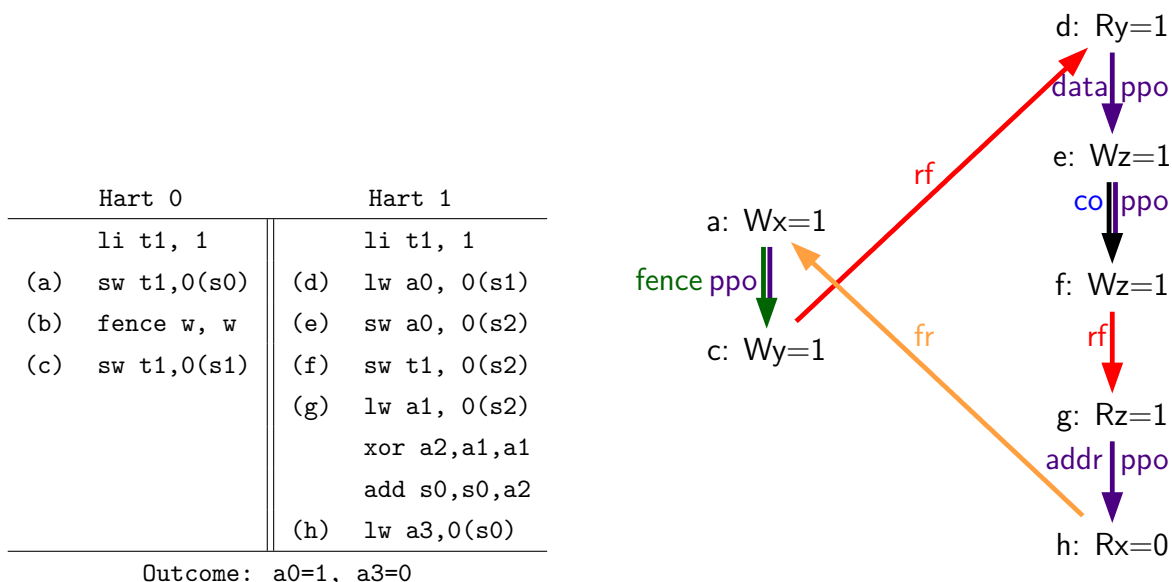 Hart 0 Hart 1
li t1, 1 li t1, 1
(a) sw t1,0(s0) (d) lw a0, 0(s1)
(b) fence w, w (e) sw a0, 0(s2)
(c) sw t1,0(s1) (f) sw t1, 0(s2)
(g) lw a1, 0(s2)
xor a2,a1,a1
add s0,s0,a2
(h) lw a3,0(s0)
Outcome: a0=1, a3=0
d: Ry=1
data ppo
e: Wz=1
rf
co ppo
a: Wx=1
fence ppo
f: Wz=1
fr
rf
c: Wy=1
g: Rz=1
addr ppo
h: Rx=0